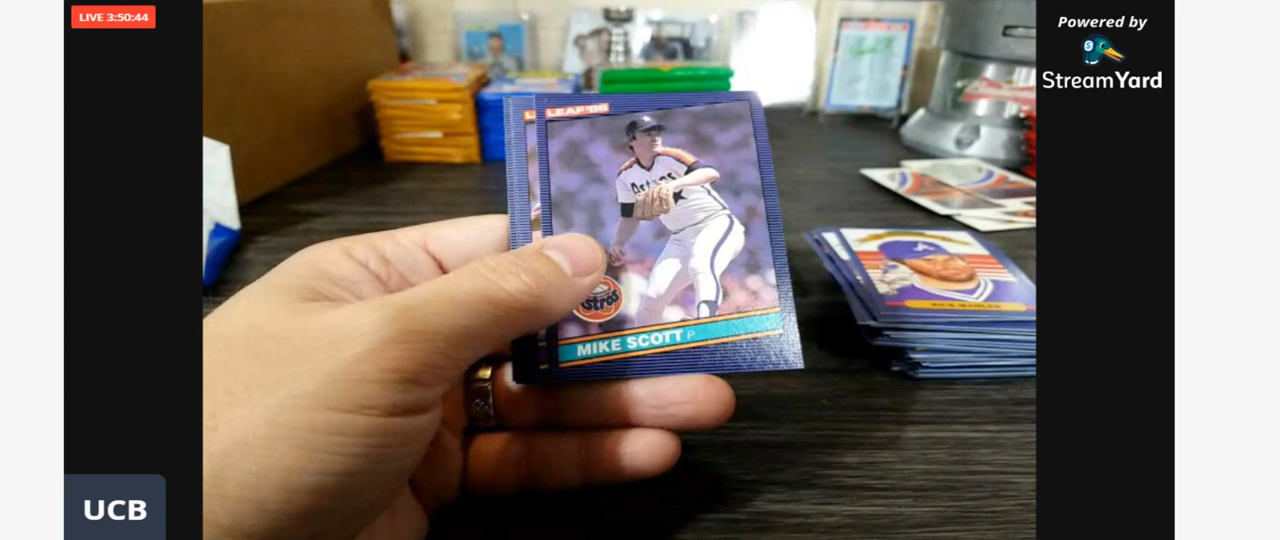 LIVE 3:50:44
Powered by
StreamYard
LEAF '86
Astros
Astros
MIKE SCOTT P
UCB